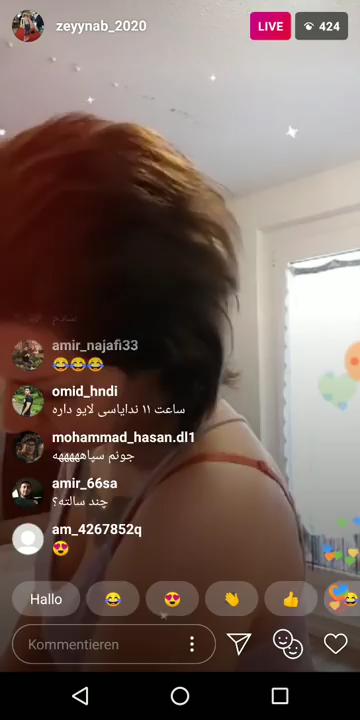 zeyynab_2020
LIVE
424
amir_najafi33
😂😂😂
omid_hndi
ساعت ۱۱ ندایاسی لایو داره
mohammad_hasan.dl1
جونم سپاهههههه
amir_66sa
چند سالته؟
am_4267852q
😍
Hallo 😂 😍 👏 👍 😂
Kommentieren